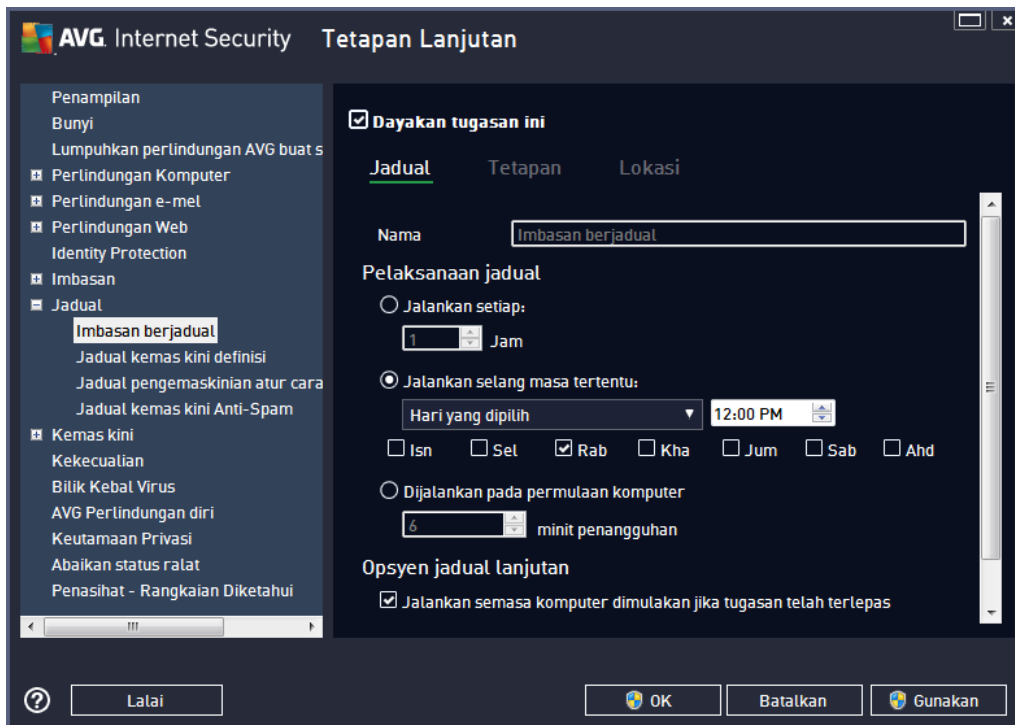 AVG. Internet Security Tetapan Lanjutan
Penampilan
Bunyi
Lumpuhkan perlindungan AVG buat s
Perlindungan Komputer
Perlindungan e-mel
Perlindungan Web
Identity Protection
Imbasan
Jadual
Imbasan berjadual
Jadual kemas kini definisi
Jadual pengemaskinian atur cara
Jadual kemas kini Anti-Spam
Kemas kini
Kekecualian
Bilik Kebal Virus
AVG Perlindungan diri
Keutamaan Privasi
Abaikan status ralat
Penasihat - Rangkaian Diketahui
Dayakan tugasan ini
Jadual Tetapan Lokasi
Nama Imbasan berjadual
Pelaksanaan jadual
Jalankan setiap:
1 Jam
Jalankan selang masa tertentu:
Hari yang dipilih 12:00 PM
Isn Sel Rab Kha Jum Sab Ahd
Dijalankan pada permulaan komputer
6 minit penangguhan
Opsyen jadual lanjutan
Jalankan semasa komputer dimulakan jika tugasan telah terlepas
? Lalai OK Batalkan Gunakan